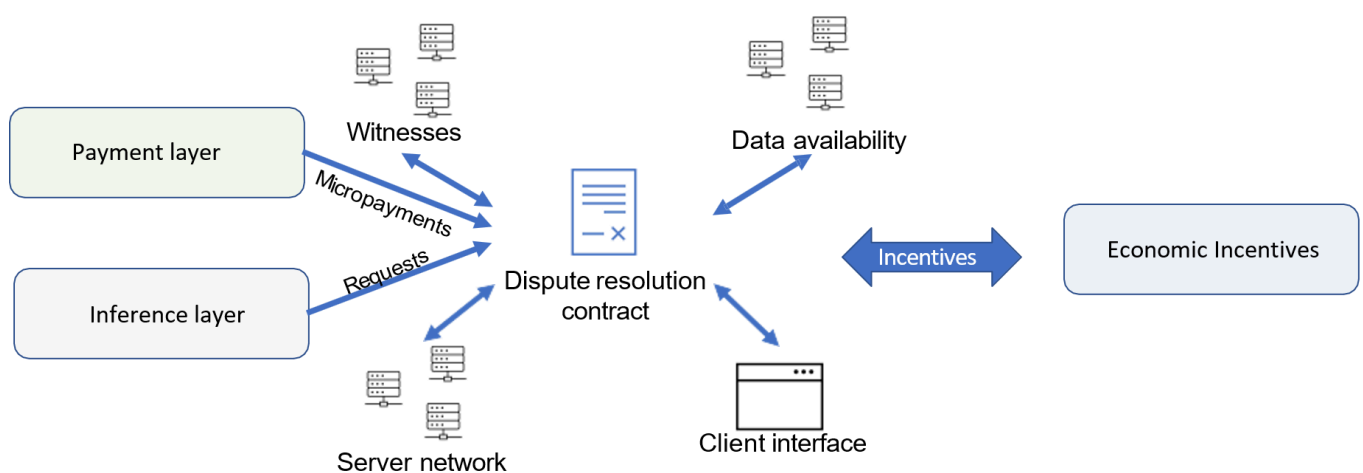 Witnesses
Data availability
Payment layer
Micropayments
Requests
Inference layer
Dispute resolution
contract
Incentives
Economic Incentives
Server network
Client interface